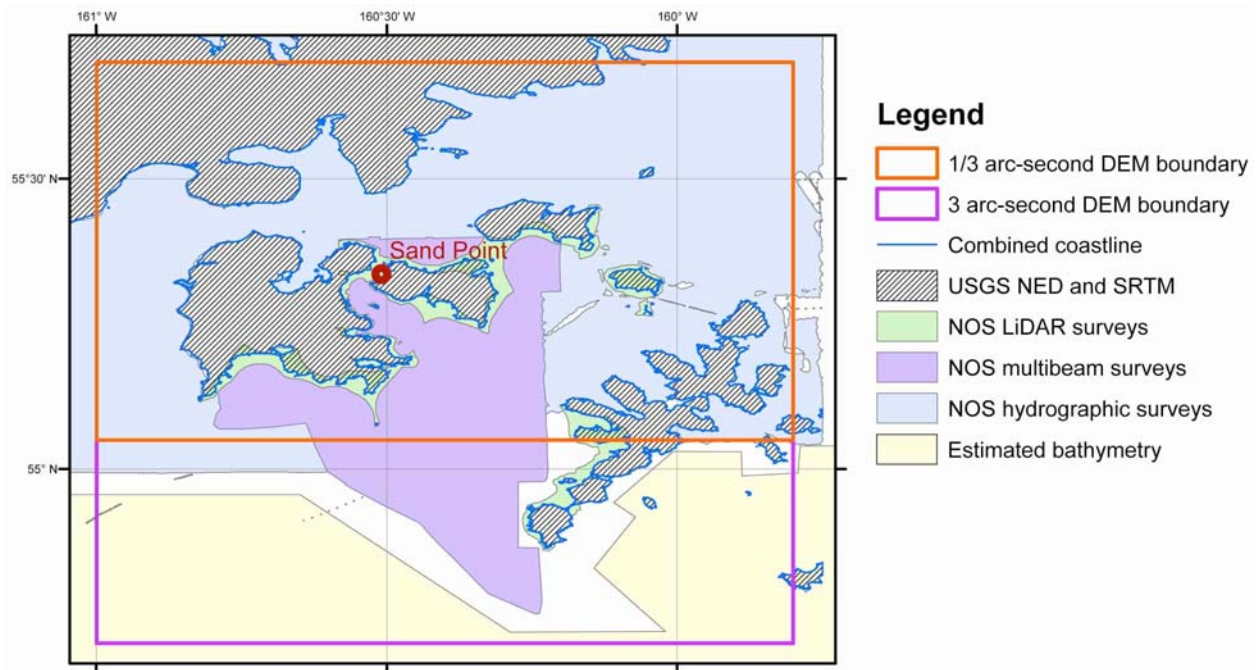 161° W 160°30' W 160° W
55°30' N
Sand Point
55° N
Legend
1/3 arc-second DEM boundary
3 arc-second DEM boundary
Combined coastline
USGS NED and SRTM
NOS LiDAR surveys
NOS multibeam surveys
NOS hydrographic surveys
Estimated bathymetry